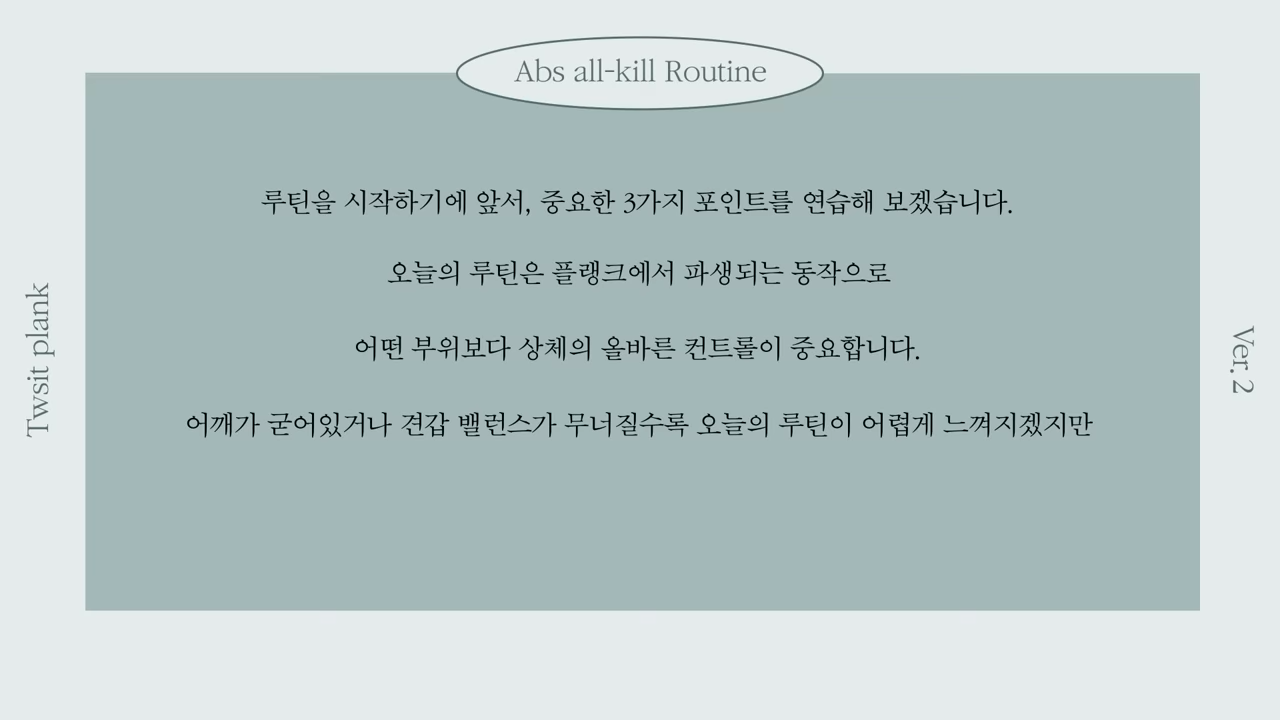 Abs all-kill Routine
루틴을 시작하기에 앞서, 중요한 3가지 포인트를 연습해 보겠습니다.
오늘의 루틴은 플랭크에서 파생되는 동작으로
어떤 부위보다 상체의 올바른 컨트롤이 중요합니다.
어깨가 굳어있거나 견갑 밸런스가 무너질수록 오늘의 루틴이 어렵게 느껴지겠지만
Twsit plank
Ver. 2